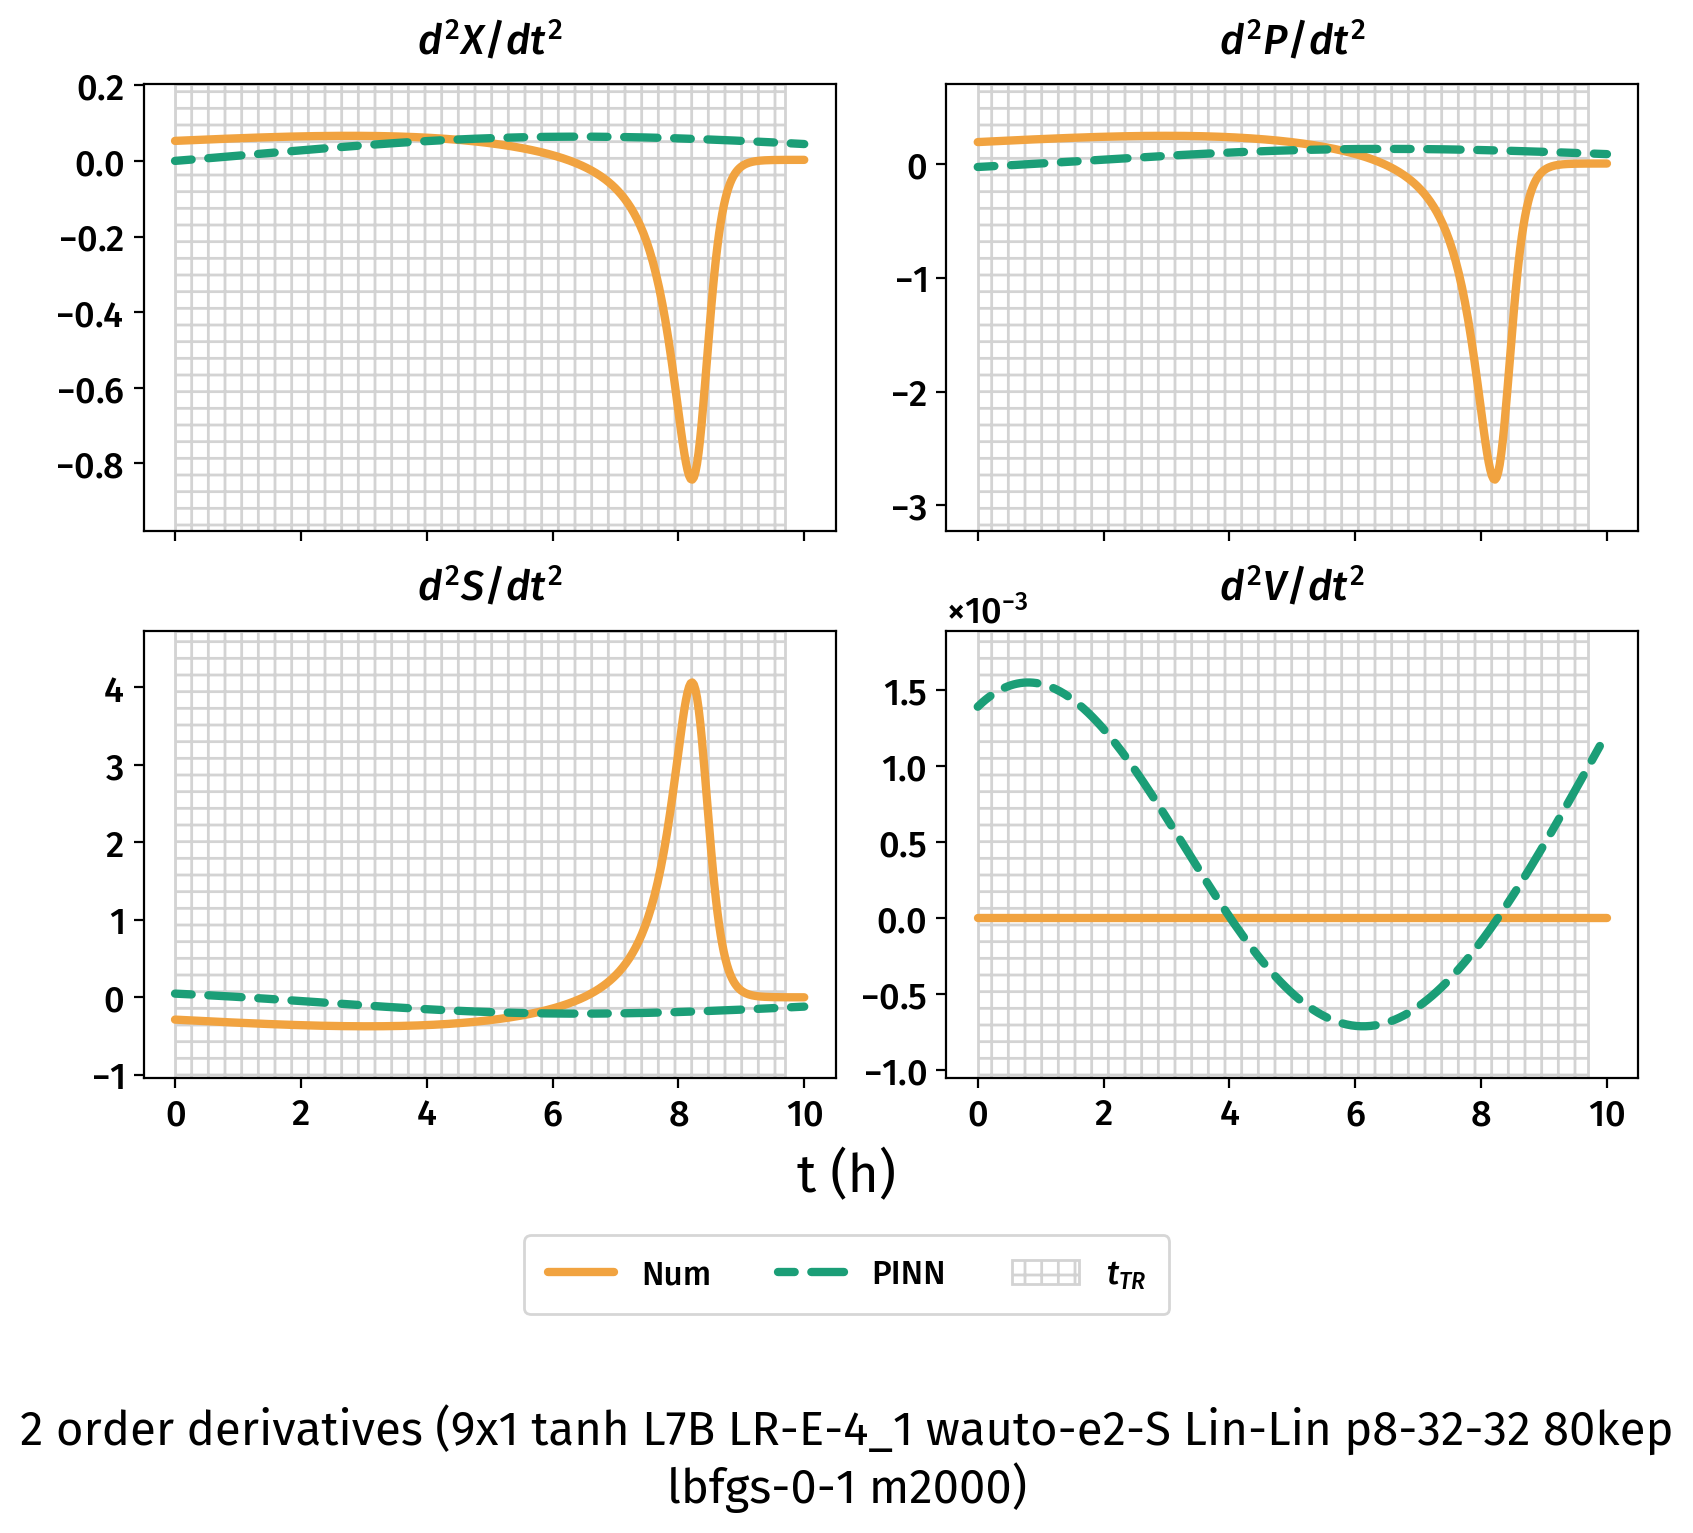 d²X/dt²
d²P/dt²
0.2
0.0
−0.2
−0.4
−0.6
−0.8
0
−1
−2
−3
d²S/dt²
d²V/dt²
×10⁻³
4
3
2
1
0
−1
1.5
1.0
0.5
0.0
−0.5
−1.0
0 2 4 6 8 10
0 2 4 6 8 10
t (h)
Num PINN t_TR
2 order derivatives (9x1 tanh L7B LR-E-4_1 wauto-e2-S Lin-Lin p8-32-32 80kep
lbfgs-0-1 m2000)